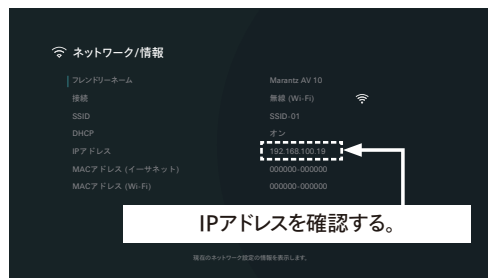 ネットワーク/情報
フレンドリーネーム Marantz AV 10
接続 無線 (Wi-Fi)
SSID SSID-01
DHCP オン
IPアドレス 192.168.100.19
MACアドレス (イーサネット) 000000-000000
MACアドレス (Wi-Fi) 000000-000000
IPアドレスを確認する。
現在のネットワーク設定の情報を表示します。